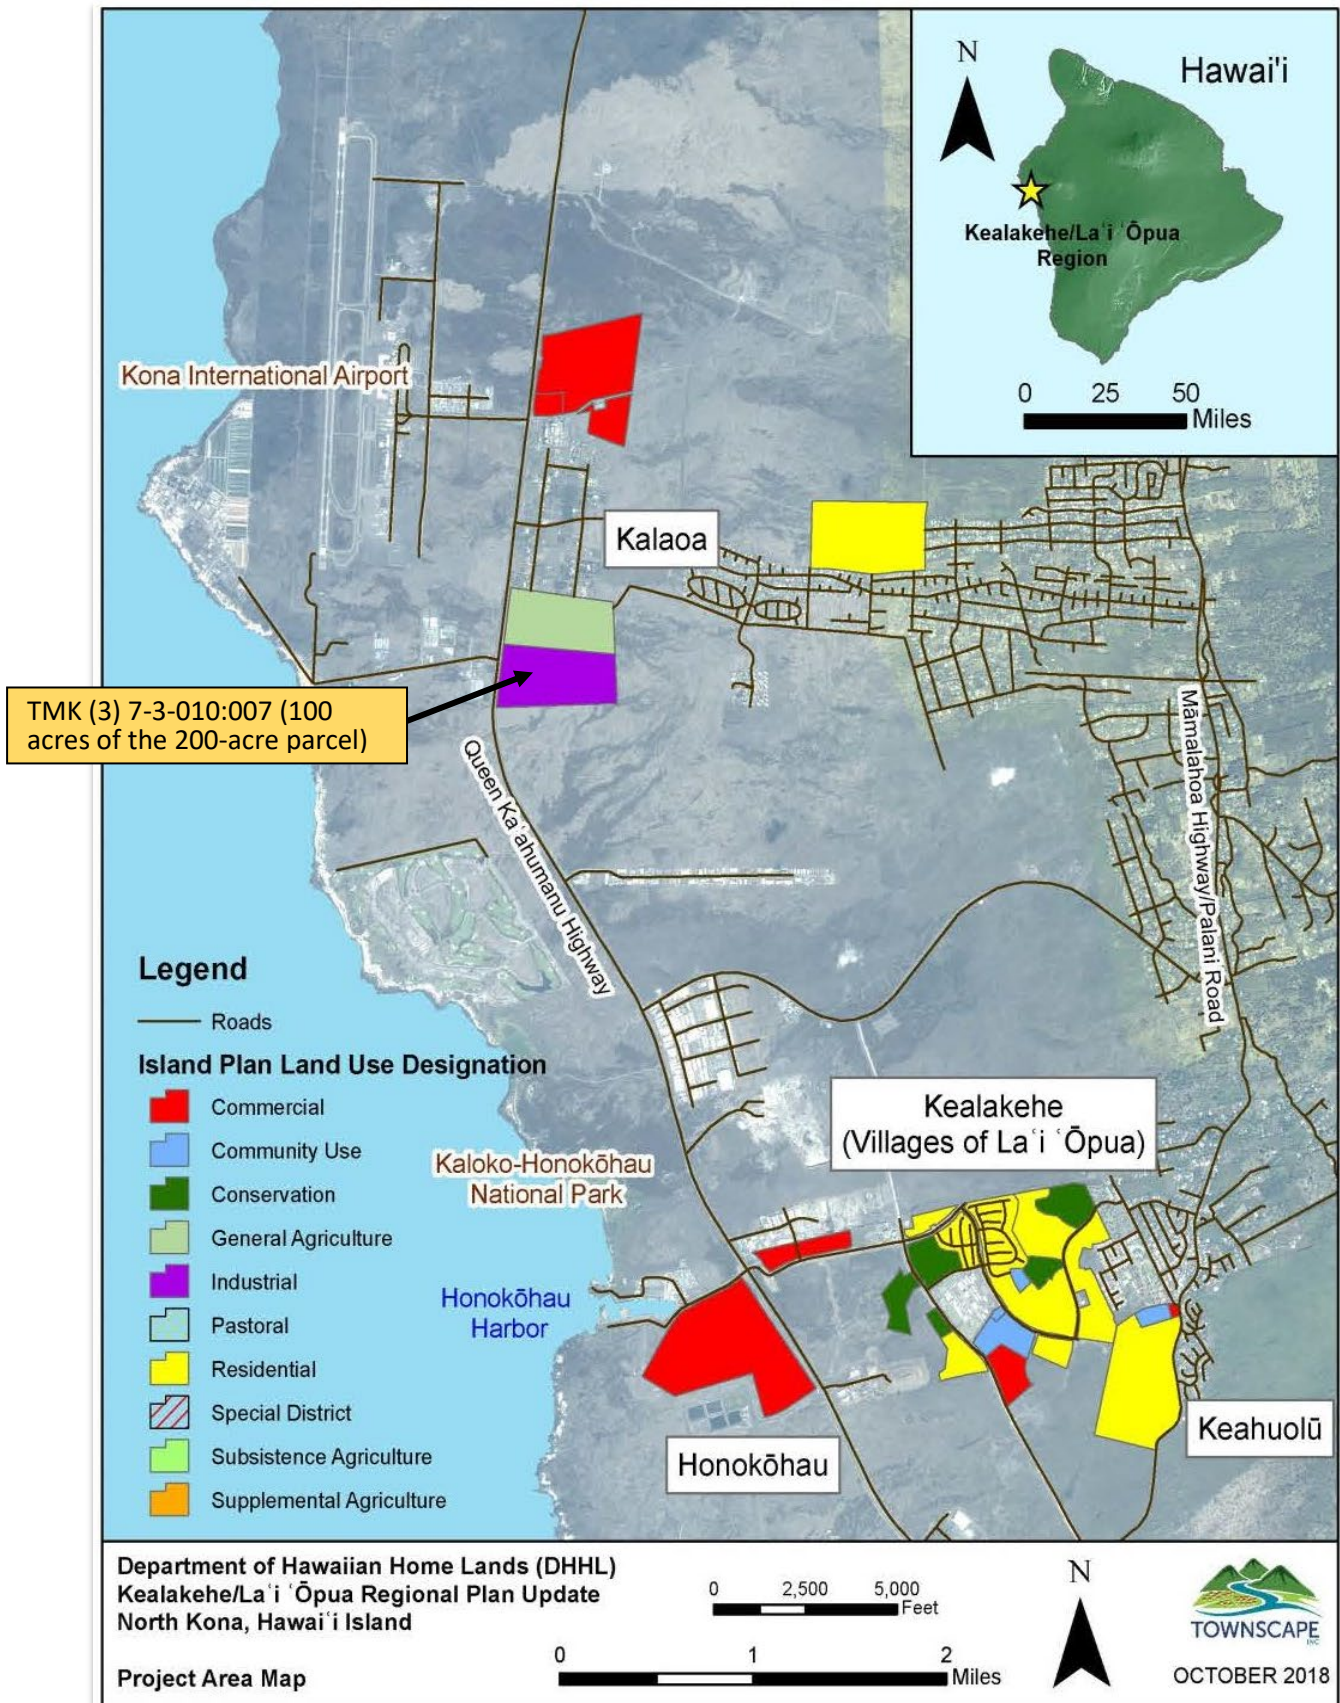 N
Hawai'i
Kealakehe/Laʻi ʻŌpua
Region
0 25 50
Miles
Kona International Airport
Kalaoa
TMK (3) 7-3-010:007 (100
acres of the 200-acre parcel)
Queen Kaʻahumanu Highway
Māmalahoa Highway/Palani Road
Legend
Roads
Island Plan Land Use Designation
Commercial
Community Use
Conservation
General Agriculture
Industrial
Pastoral
Residential
Special District
Subsistence Agriculture
Supplemental Agriculture
Kealakehe
(Villages of Laʻi ʻŌpua)
Kaloko-Honokōhau
National Park
Honokōhau
Harbor
Honokōhau
Keahuolū
Department of Hawaiian Home Lands (DHHL)
Kealakehe/Laʻi ʻŌpua Regional Plan Update
North Kona, Hawaiʻi Island
Project Area Map
0 2,500 5,000
Feet
0 1 2
Miles
N
TOWNSCAPE
INC
OCTOBER 2018